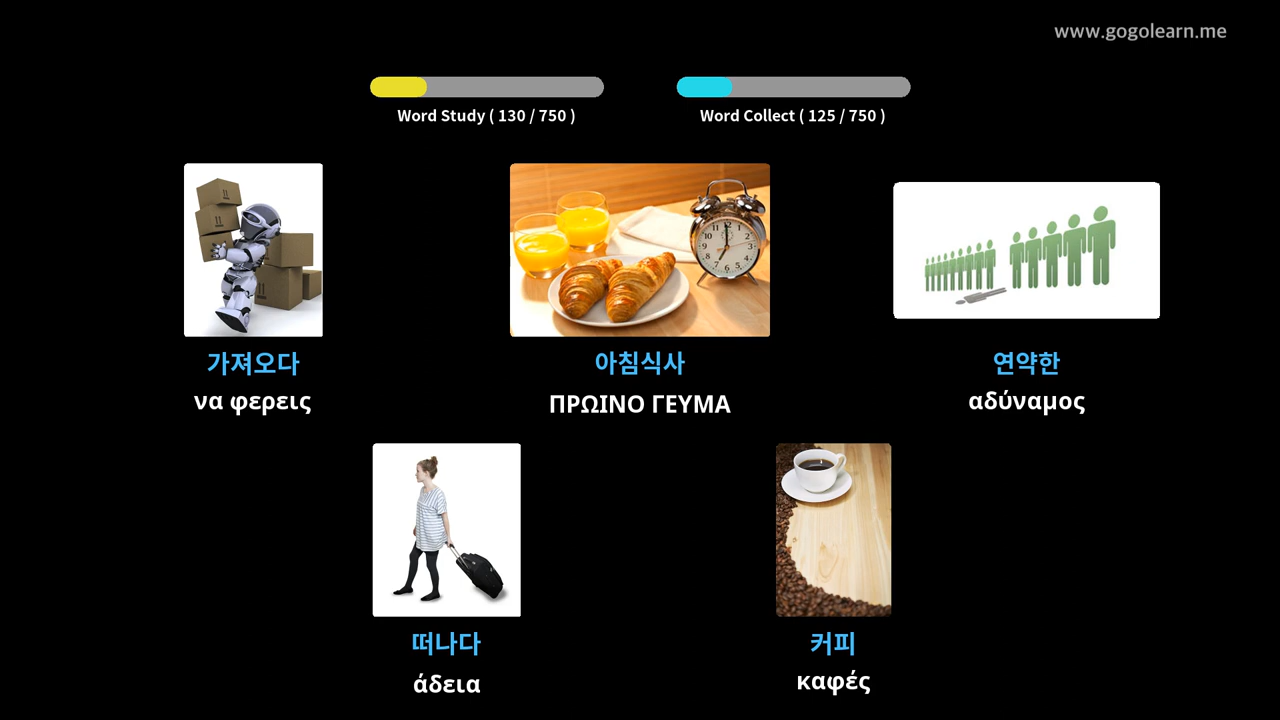 www.gogolearn.me
Word Study ( 130 / 750 )
Word Collect ( 125 / 750 )
가져오다
να φερεις
아침식사
ΠΡΩΙΝΟ ΓΕΥΜΑ
연약한
αδύναμος
떠나다
άδεια
커피
καφές